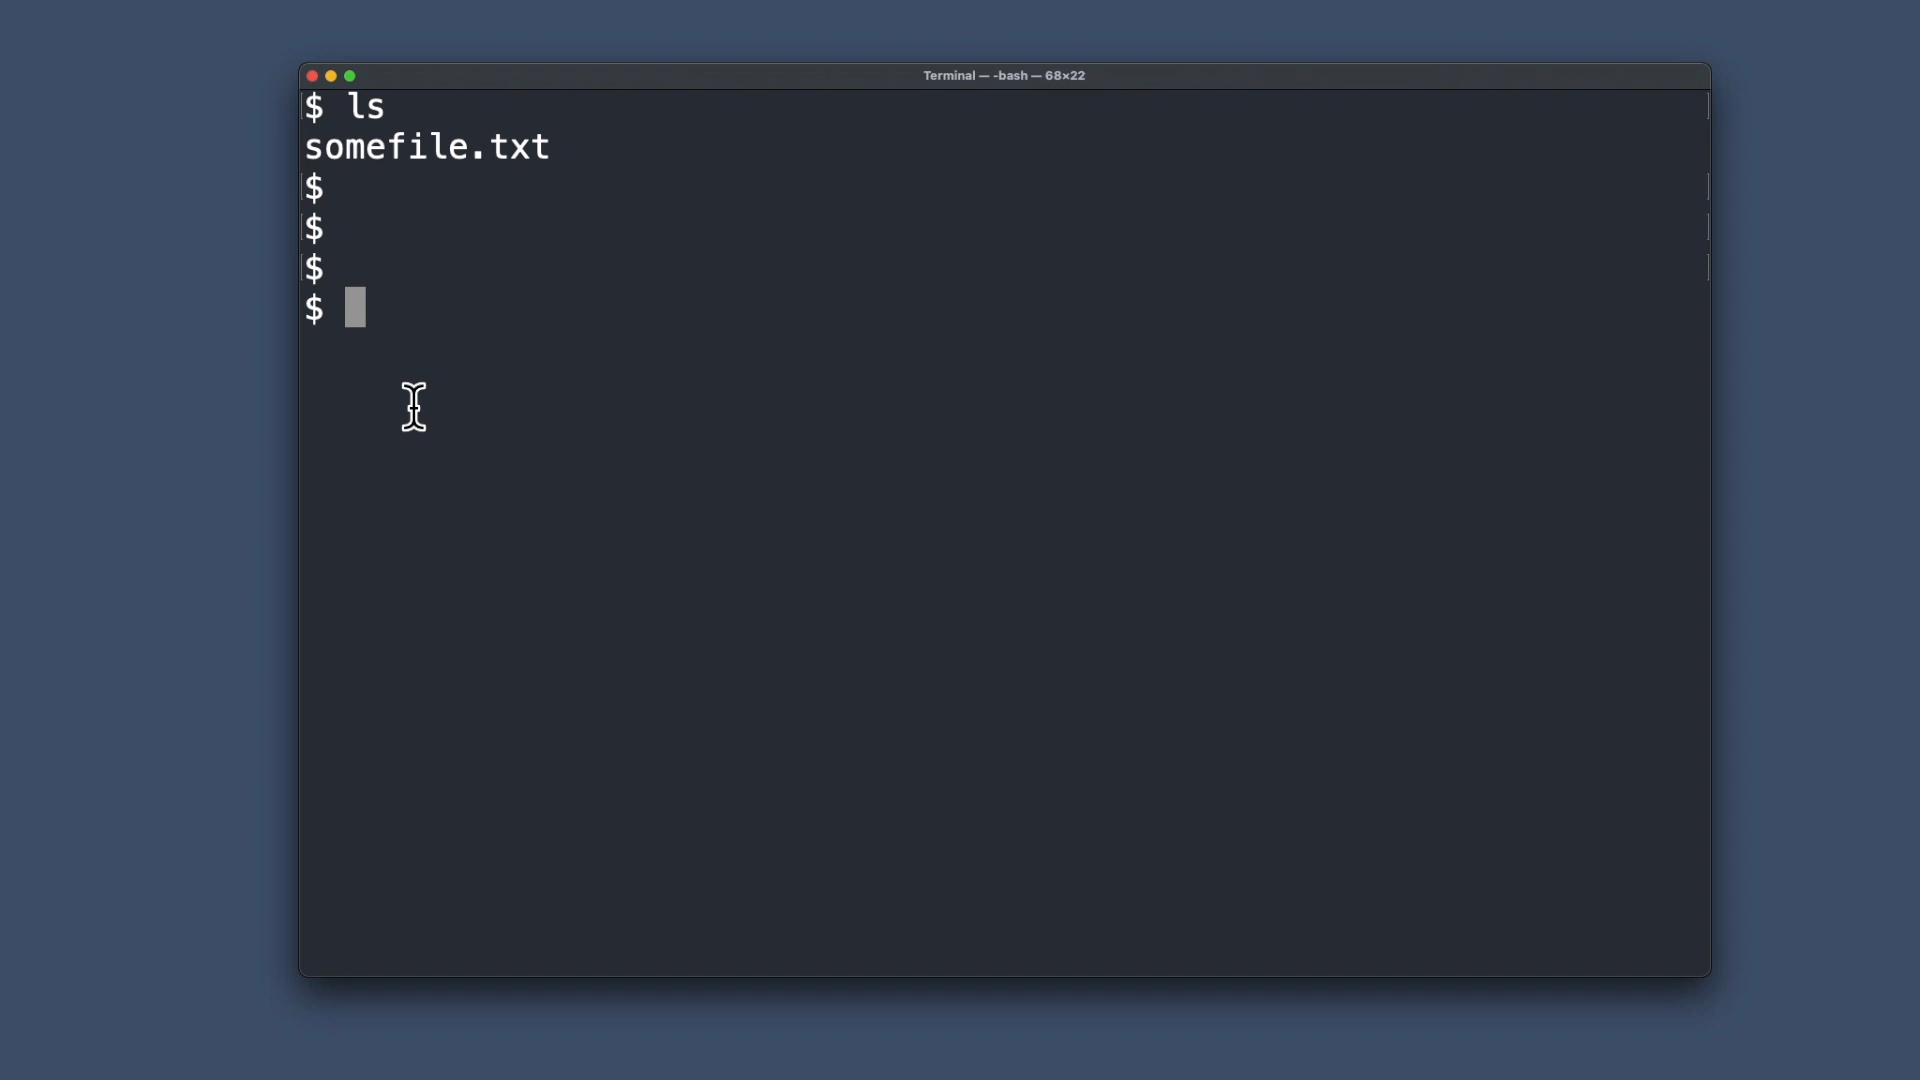 Terminal — -bash — 68×22
$ ls
somefile.txt
$
$
$
$